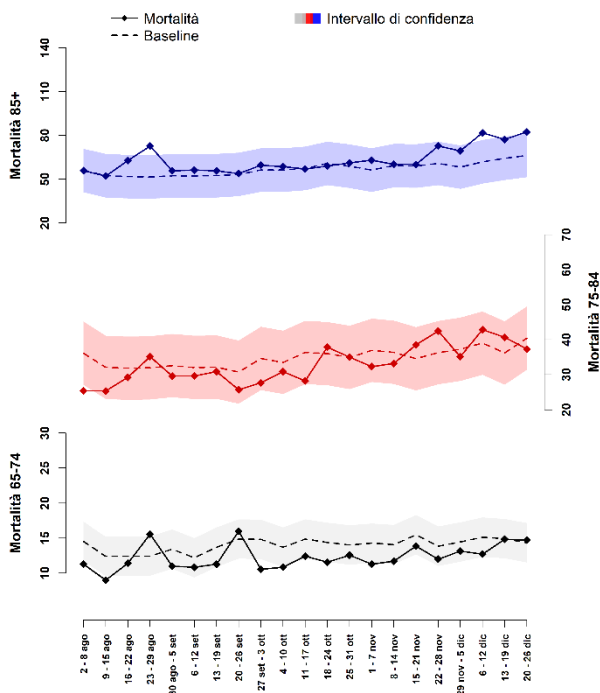 Mortalità
Intervallo di confidenza
Baseline
Mortalità 85+
140
110
80
50
20
Mortalità 75-84
70
60
50
40
30
20
Mortalità 65-74
30
25
20
15
10
2 - 8 ago
9 - 15 ago
16 - 22 ago
23 - 29 ago
30 ago - 5 set
6 - 12 set
13 - 19 set
20 - 26 set
27 set - 3 ott
4 - 10 ott
11 - 17 ott
18 - 24 ott
25 - 31 ott
1 - 7 nov
8 - 14 nov
15 - 21 nov
22 - 28 nov
29 nov - 5 dic
6 - 12 dic
13 - 19 dic
20 - 26 dic